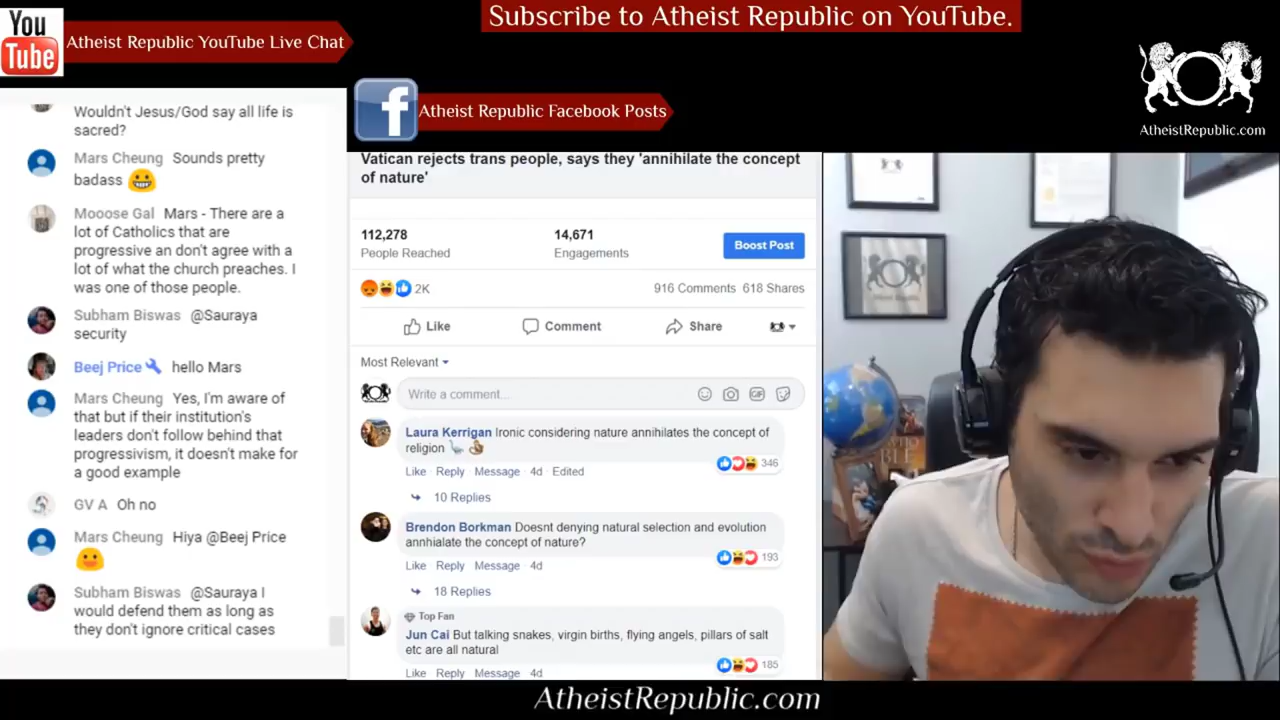 Subscribe to Atheist Republic on YouTube.
You
Tube
Atheist Republic YouTube Live Chat
AtheistRepublic.com
Atheist Republic Facebook Posts
Wouldn't Jesus/God say all life is
sacred?
Mars Cheung Sounds pretty
badass
Mooose Gal Mars - There are a
lot of Catholics that are
progressive an don't agree with a
lot of what the church preaches. I
was one of those people.
Subham Biswas @Sauraya
security
Beej Price hello Mars
Mars Cheung Yes, I'm aware of
that but if their institution's
leaders don't follow behind that
progressivism, it doesn't make for
a good example
GV A Oh no
Mars Cheung Hiya @Beej Price
Subham Biswas @Sauraya I
would defend them as long as
they don't ignore critical cases
Vatican rejects trans people, says they 'annihilate the concept
of nature'
112,278
People Reached
14,671
Engagements
Boost Post
2K
916 Comments 618 Shares
Like
Comment
Share
Most Relevant
Write a comment...
GIF
Laura Kerrigan Ironic considering nature annihilates the concept of
religion
346
Like Reply Message 4d Edited
10 Replies
Brendon Borkman Doesnt denying natural selection and evolution
annhialate the concept of nature?
193
Like Reply Message 4d
18 Replies
Top Fan
Jun Cai But talking snakes, virgin births, flying angels, pillars of salt
etc are all natural
185
Like Reply Message 4d
AtheistRepublic.com